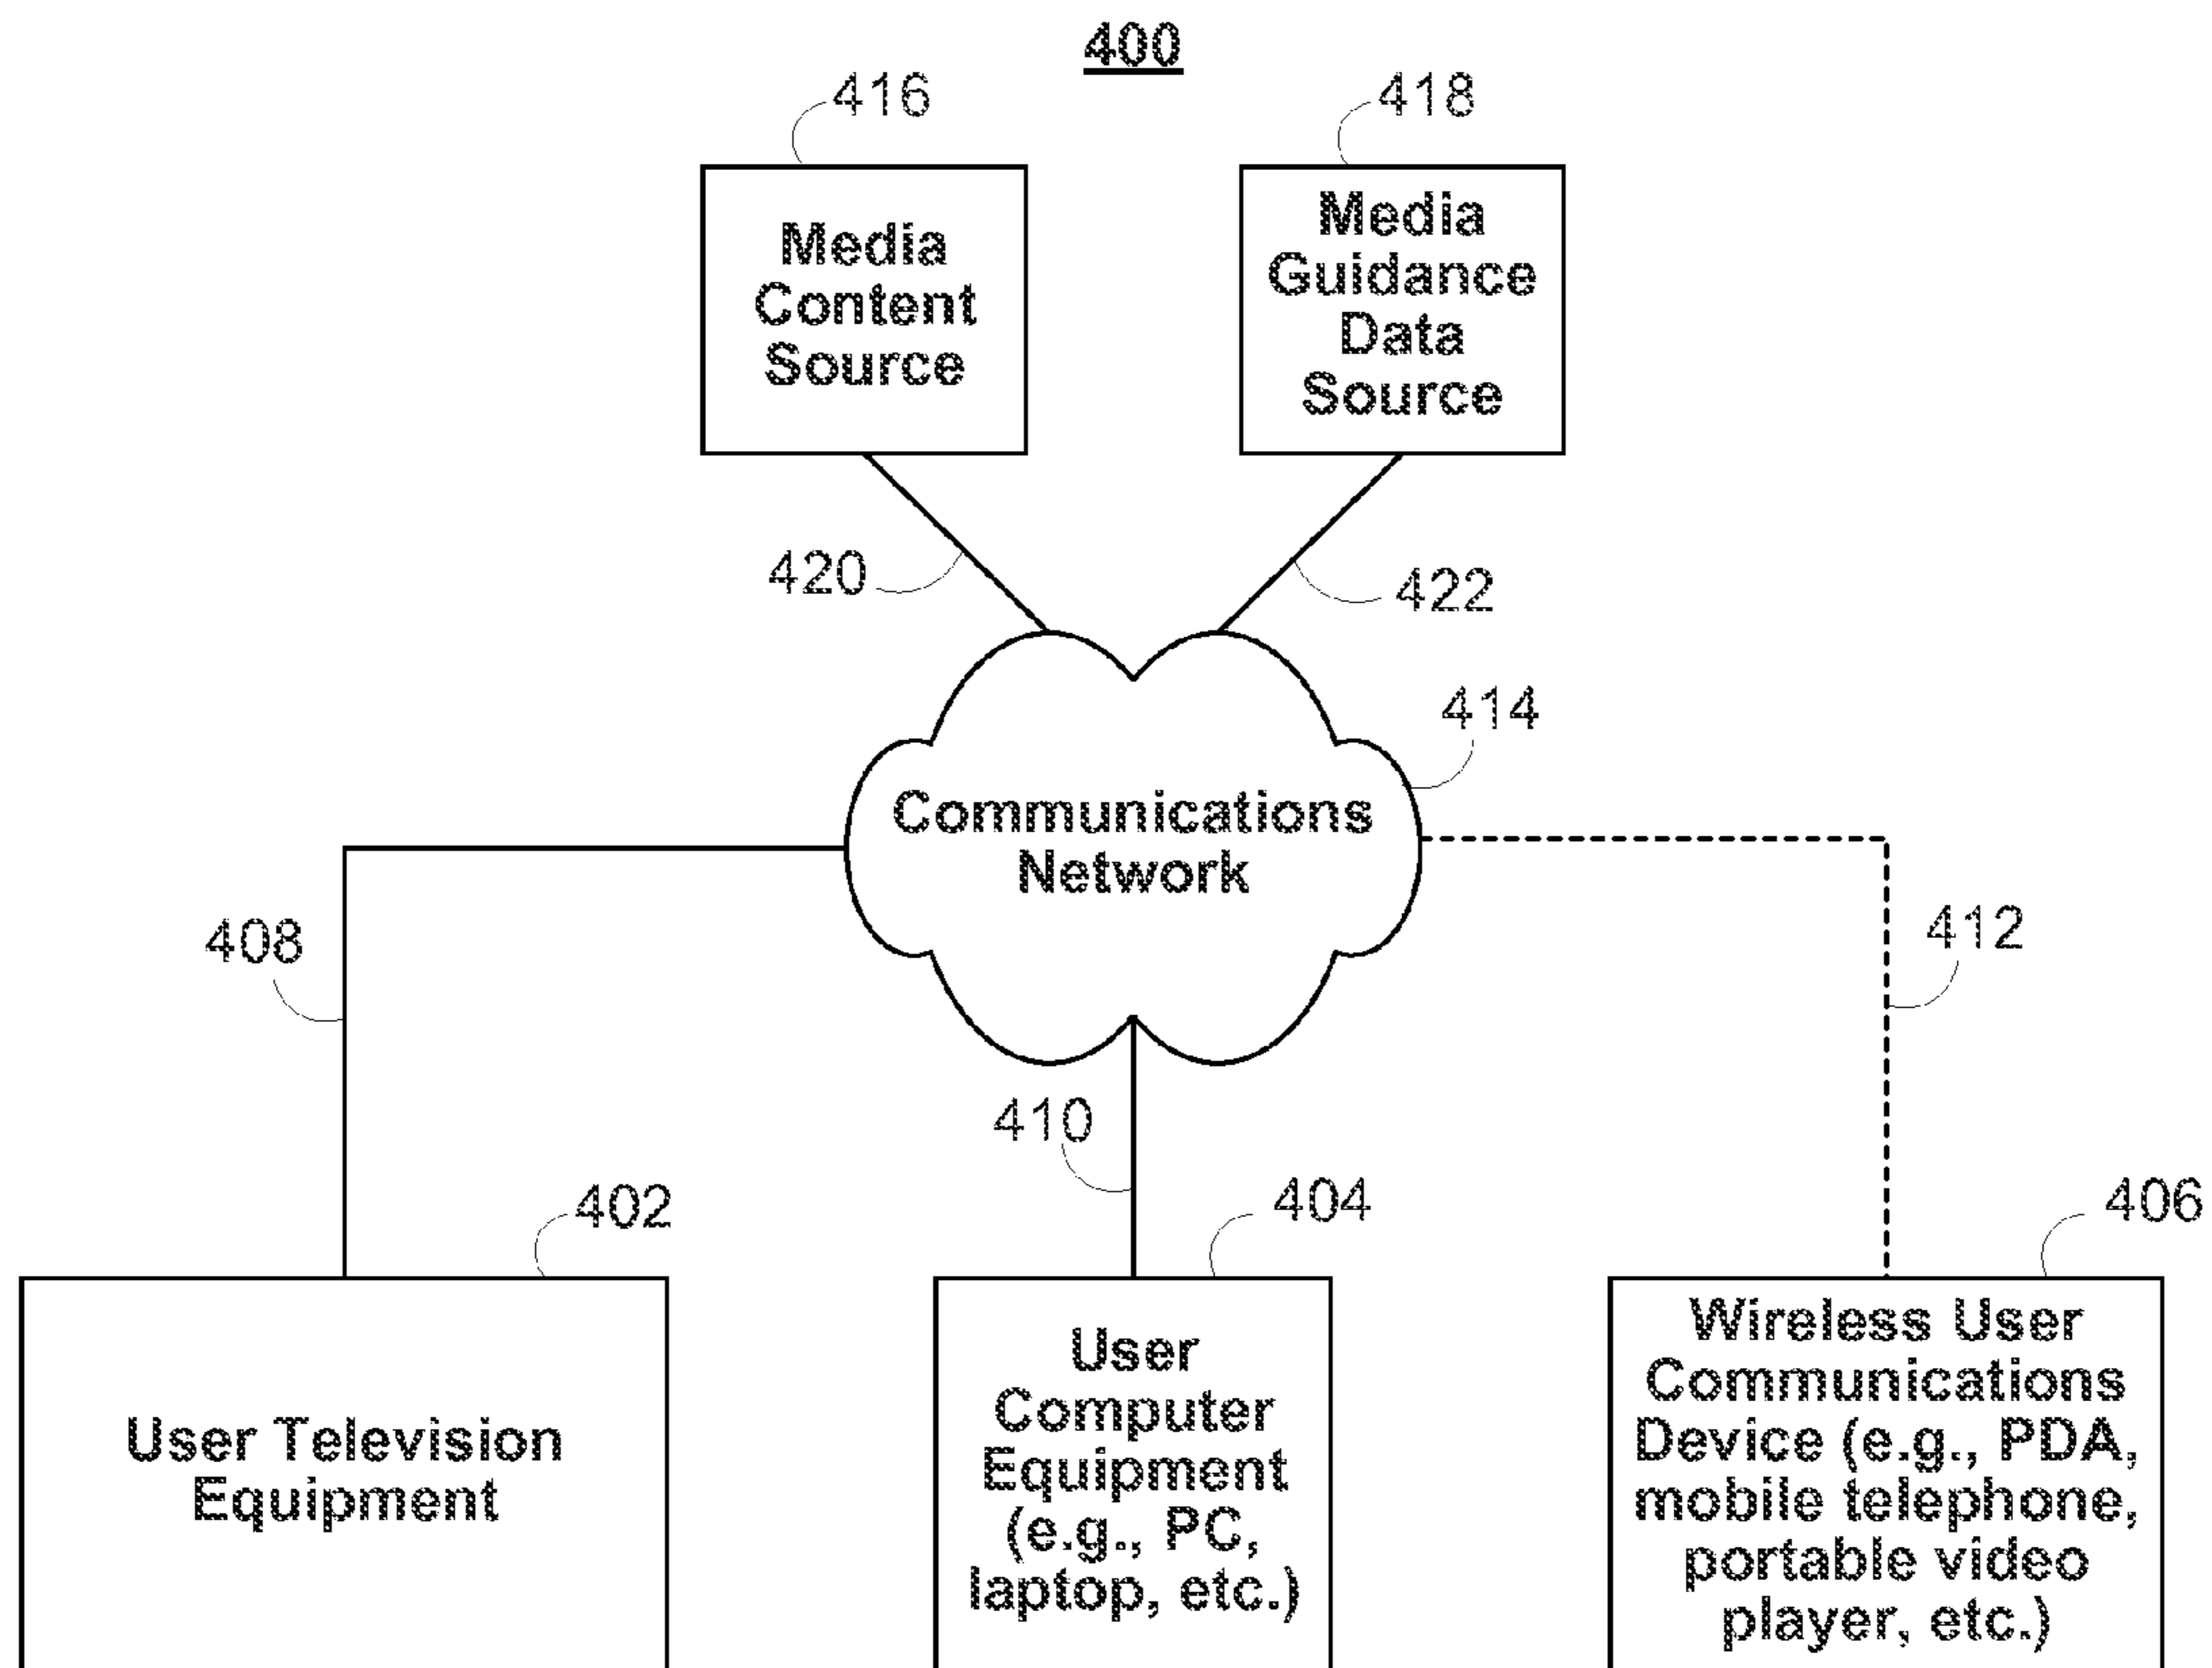 400
416
418
Media
Content
Source
Media
Guidance
Data
Source
420
422
414
Communications
Network
408
412
410
402
404
406
User Television
Equipment
User
Computer
Equipment
(e.g., PC,
laptop, etc.)
Wireless User
Communications
Device (e.g., PDA,
mobile telephone,
portable video
player, etc.)